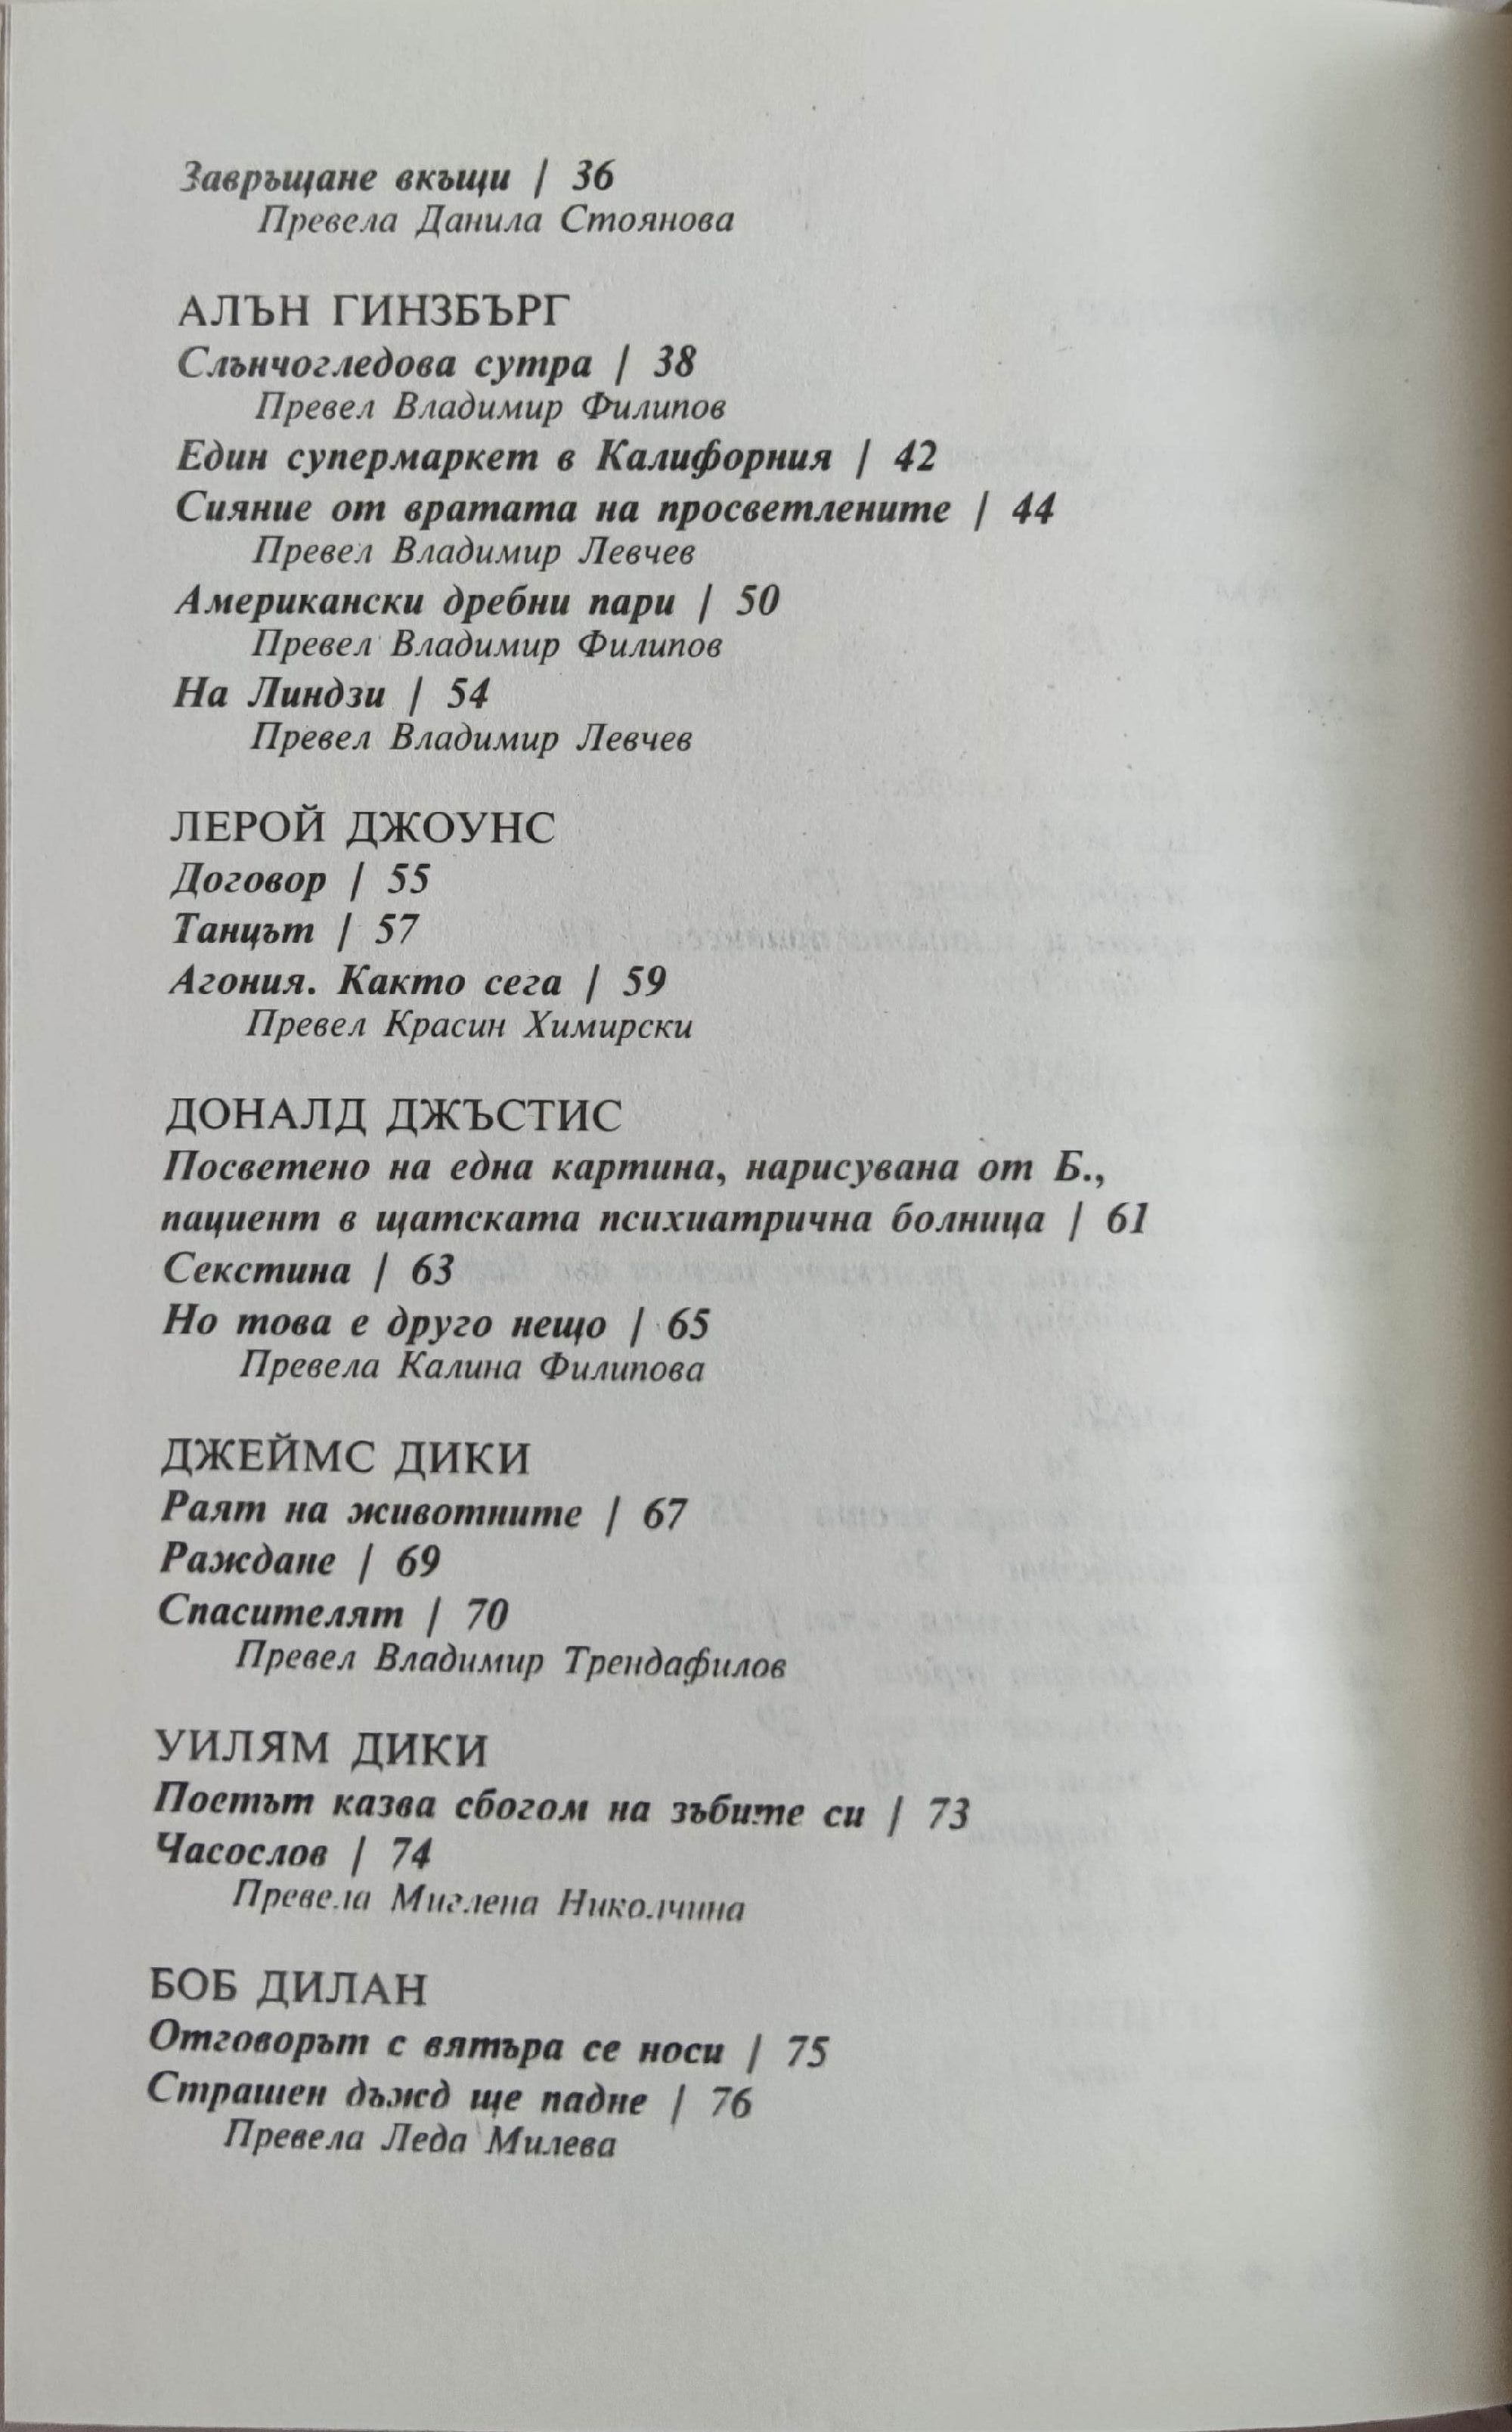 Завръщане вкъщи | 36
Превела Данила Стоянова
АЛЪН ГИНЗБЪРГ
Слънчогледова сутра | 38
Превел Владимир Филипов
Един супермаркет в Калифорния | 42
Сияние от вратата на просветлените | 44
Превел Владимир Левчев
Американски дребни пари | 50
Превел Владимир Филипов
На Линдзи | 54
Превел Владимир Левчев
ЛЕРОЙ ДЖОУНС
Договор | 55
Танцът | 57
Агония. Както сега | 59
Превел Красин Химирски
ДОНАЛД ДЖЪСТИС
Посветено на една картина, нарисувана от Б.,
пациент в щатската психиатрична болница | 61
Секстина | 63
Но това е друго нещо | 65
Превела Калина Филипова
ДЖЕЙМС ДИКИ
Раят на животните | 67
Раждане | 69
Спасителят | 70
Превел Владимир Трендафилов
УИЛЯМ ДИКИ
Поетът казва сбогом на зъбите си | 73
Часослов | 74
Превела Миглена Николчина
БОБ ДИЛАН
Отговорът с вятъра се носи | 75
Страшен дъжд ще падне | 76
Превела Леда Милева